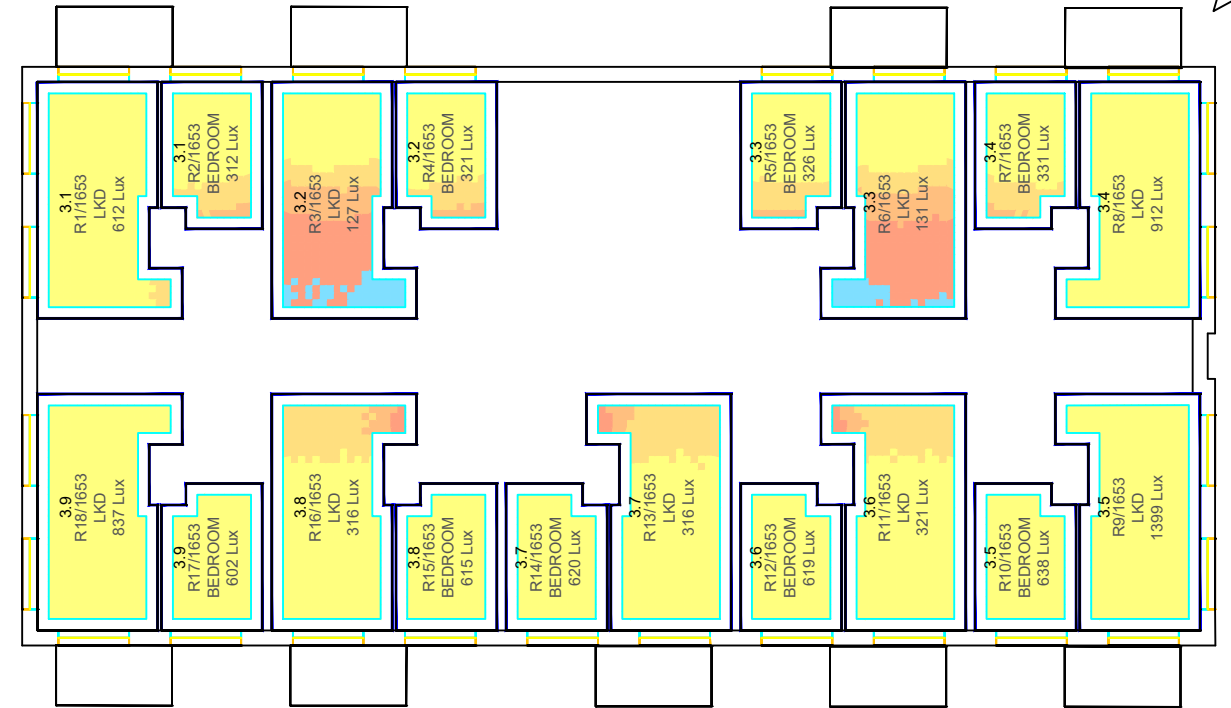 3.1
R1/1653
LKD
612 Lux
3.1
R2/1653
BEDROOM
312 Lux
3.2
R3/1653
LKD
127 Lux
3.2
R4/1653
BEDROOM
321 Lux
3.3
R5/1653
BEDROOM
326 Lux
3.3
R6/1653
LKD
131 Lux
3.4
R7/1653
BEDROOM
331 Lux
3.4
R8/1653
LKD
912 Lux
3.9
R18/1653
LKD
837 Lux
3.9
R17/1653
BEDROOM
602 Lux
3.8
R16/1653
LKD
316 Lux
3.8
R15/1653
BEDROOM
615 Lux
3.7
R14/1653
BEDROOM
620 Lux
3.7
R13/1653
LKD
316 Lux
3.6
R12/1653
BEDROOM
619 Lux
3.6
R11/1653
LKD
321 Lux
3.5
R10/1653
BEDROOM
638 Lux
3.5
R9/1653
LKD
1399 Lux